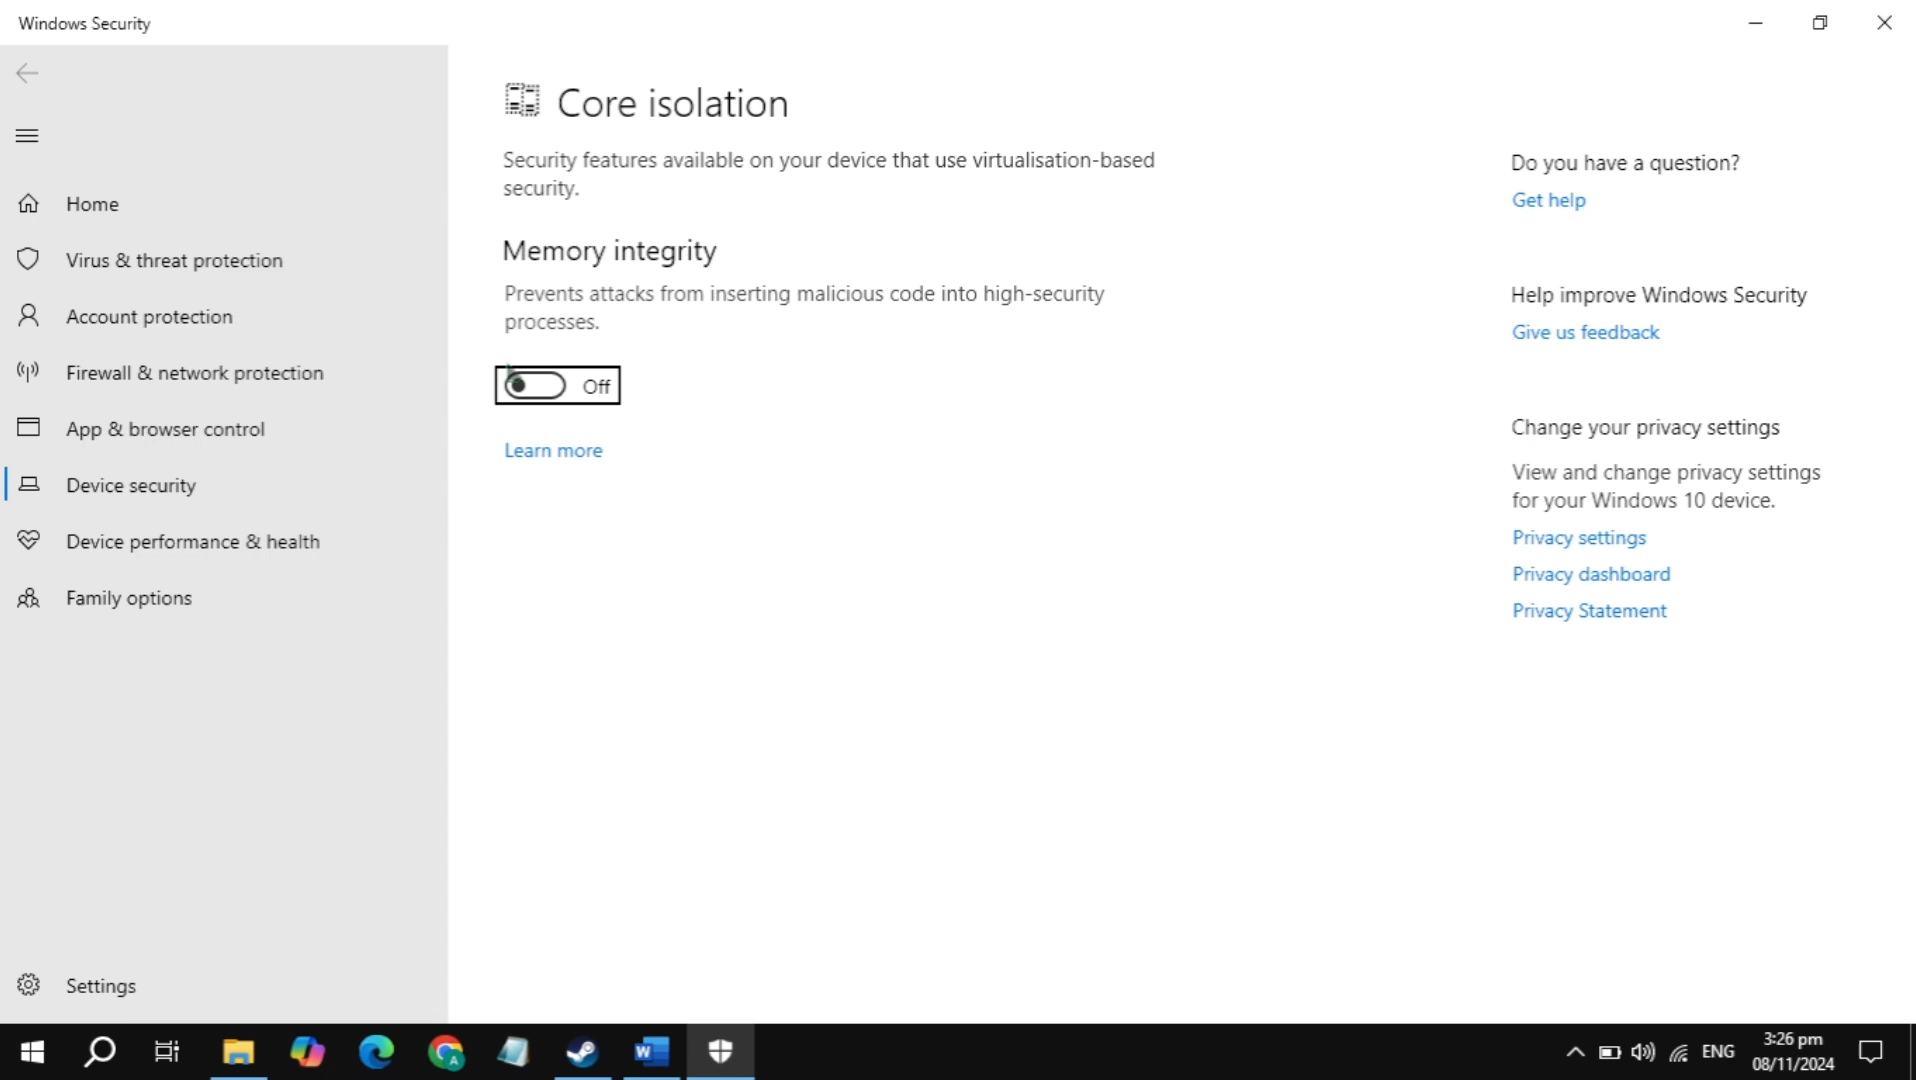 Windows Security
Home
Virus & threat protection
Account protection
Firewall & network protection
App & browser control
Device security
Device performance & health
Family options
Settings
Core isolation
Security features available on your device that use virtualisation-based
security.
Memory integrity
Prevents attacks from inserting malicious code into high-security
processes.
Off
Learn more
Do you have a question?
Get help
Help improve Windows Security
Give us feedback
Change your privacy settings
View and change privacy settings
for your Windows 10 device.
Privacy settings
Privacy dashboard
Privacy Statement
A
W
ENG
3:26 pm
08/11/2024